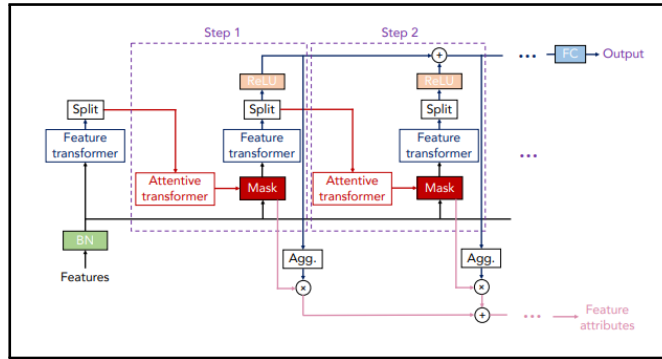 Step 1
Step 2
FC
Output
ReLU
ReLU
Split
Split
Split
Feature
transformer
Feature
transformer
Feature
transformer
Attentive
transformer
Mask
Attentive
transformer
Mask
BN
Features
Agg.
Agg.
Feature
attributes